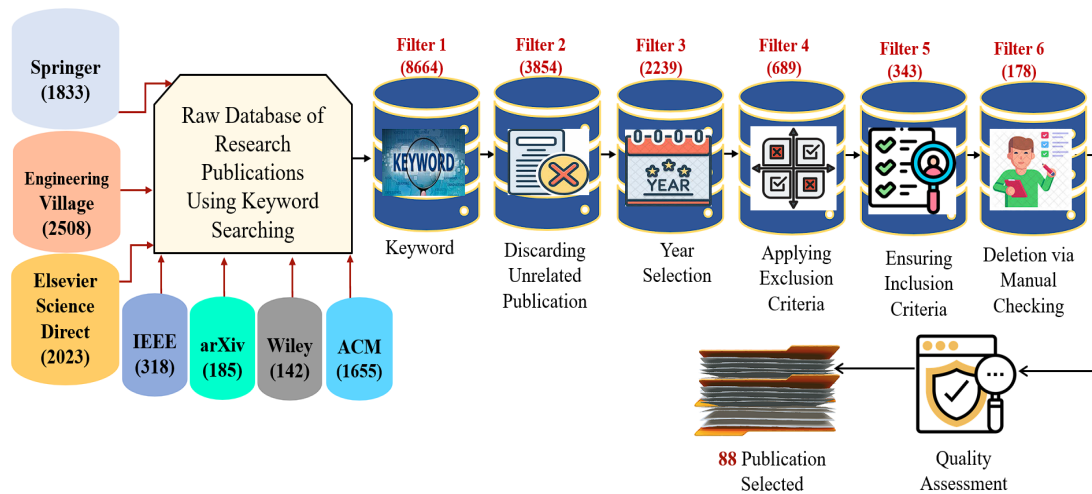 Springer
(1833)
Engineering
Village
(2508)
Elsevier
Science
Direct
(2023)
IEEE
(318)
arXiv
(185)
Wiley
(142)
ACM
(1655)
Raw Database of
Research
Publications
Using Keyword
Searching
Filter 1
(8664)
KEYWORD
Keyword
Filter 2
(3854)
Discarding
Unrelated
Publication
Filter 3
(2239)
YEAR
Year
Selection
Filter 4
(689)
Applying
Exclusion
Criteria
Filter 5
(343)
Ensuring
Inclusion
Criteria
Filter 6
(178)
Deletion via
Manual
Checking
Quality
Assessment
88 Publication
Selected